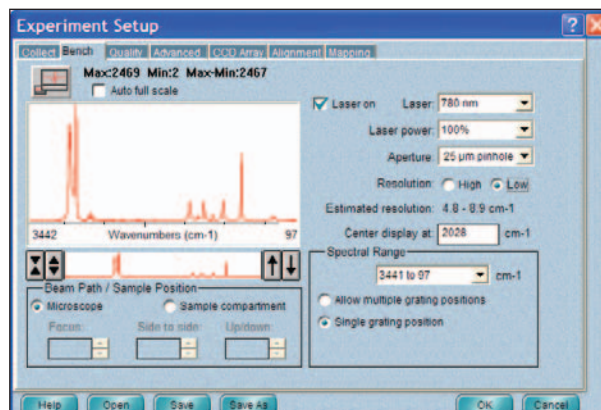 Experiment Setup
Collect Bench Quality Advanced CCD Array Alignment Mapping
Max:2469 Min:2 Max-Min:2467
Auto full scale
Laser on Laser: 780 nm
Laser power: 100%
Aperture: 25 µm pinhole
Resolution: High Low
Estimated resolution: 4.8 - 8.9 cm-1
Center display at: 2028 cm-1
3442 Wavenumbers (cm-1) 97
Spectral Range
3441 to 97 cm-1
Allow multiple grating positions
Single grating position
Beam Path / Sample Position
Microscope Sample compartment
Focus: Side to side: Up/down:
Help Open Save Save As OK Cancel